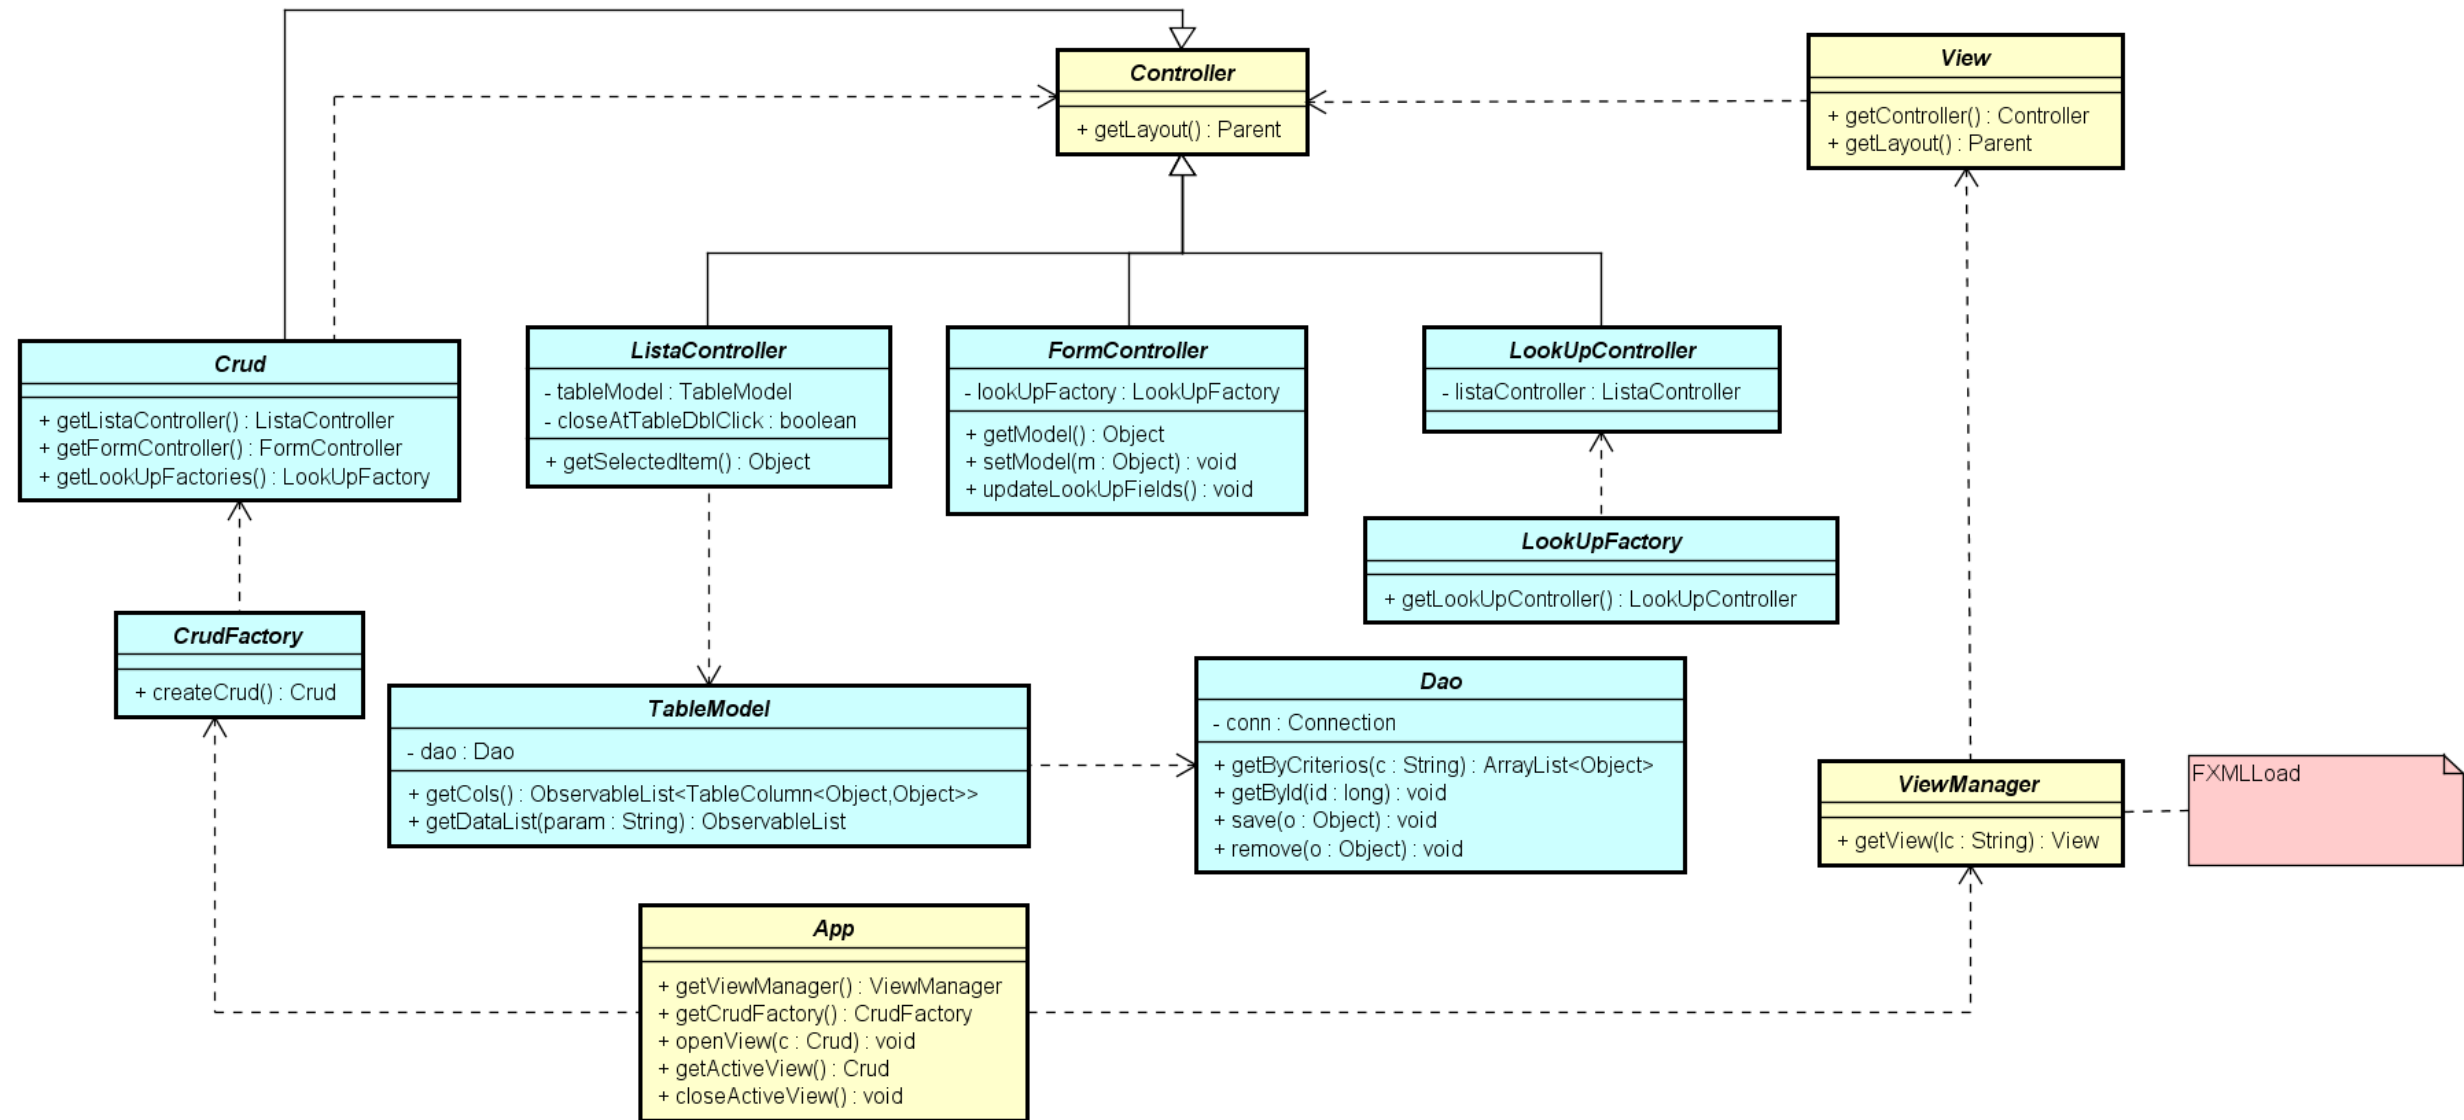 Controller
+ getLayout() : Parent
View
+ getController() : Controller
+ getLayout() : Parent
Crud
+ getListaController() : ListaController
+ getFormController() : FormController
+ getLookUpFactories() : LookUpFactory
ListaController
- tableModel : TableModel
- closeAtTableDblClick : boolean
+ getSelectedItem() : Object
FormController
- lookUpFactory : LookUpFactory
+ getModel() : Object
+ setModel(m : Object) : void
+ updateLookUpFields() : void
LookUpController
- listaController : ListaController
LookUpFactory
+ getLookUpController() : LookUpController
CrudFactory
+ createCrud() : Crud
TableModel
- dao : Dao
+ getCols() : ObservableList<TableColumn<Object,Object>>
+ getDataList(param : String) : ObservableList
Dao
- conn : Connection
+ getByCriterios(c : String) : ArrayList<Object>
+ getById(id : long) : void
+ save(o : Object) : void
+ remove(o : Object) : void
ViewManager
+ getView(lc : String) : View
FXMLLoad
App
+ getViewManager() : ViewManager
+ getCrudFactory() : CrudFactory
+ openView(c : Crud) : void
+ getActiveView() : Crud
+ closeActiveView() : void